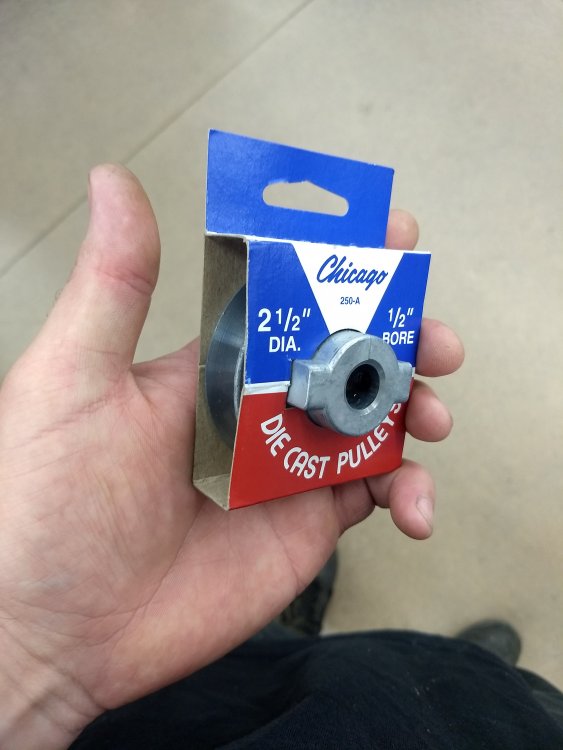 Chicago
250-A
2 1/2" DIA.
1/2" BORE
DIE CAST PULLEYS